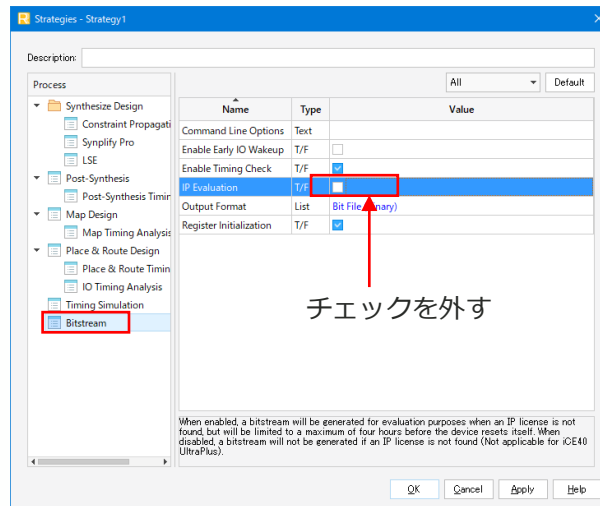 Strategies - Strategy1
Description:
Process
All
Default
Name Type Value
Synthesize Design
Constraint Propagati
Synplify Pro
LSE
Post-Synthesis
Post-Synthesis Timir
Map Design
Map Timing Analysis
Place & Route Design
Place & Route Timin
IO Timing Analysis
Timing Simulation
Bitstream
Command Line Options Text
Enable Early IO Wakeup T/F
Enable Timing Check T/F
IP Evaluation T/F
Output Format List Bit File nary)
Register Initialization T/F
チェックを外す
When enabled, a bitstream will be generated for evaluation purposes when an IP license is not
found, but will be limited to a maximum of four hours before the device resets itself. When
disabled, a bitstream will not be generated if an IP license is not found (Not applicable for iCE40
UltraPlus).
OK Cancel Apply Help